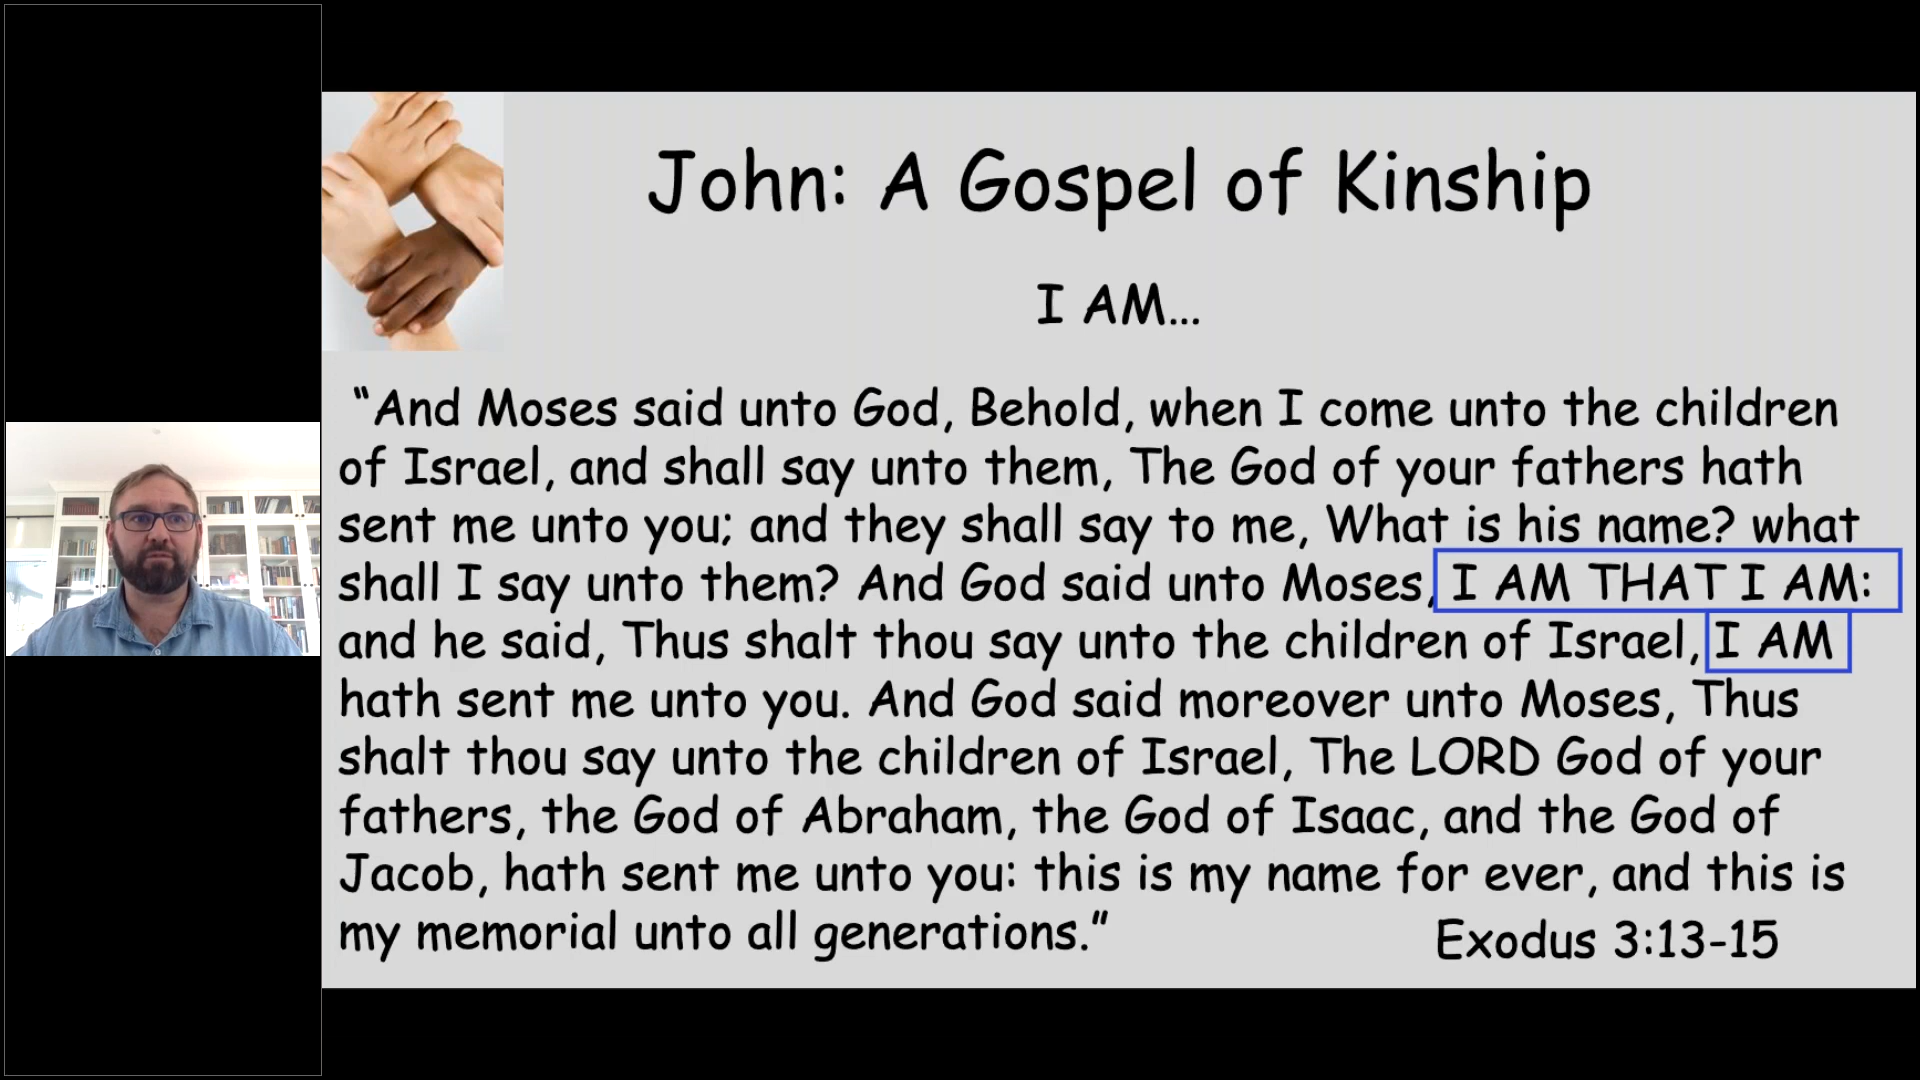 John: A Gospel of Kinship
I AM...
“And Moses said unto God, Behold, when I come unto the children
of Israel, and shall say unto them, The God of your fathers hath
sent me unto you; and they shall say to me, What is his name? what
shall I say unto them? And God said unto Moses, I AM THAT I AM:
and he said, Thus shalt thou say unto the children of Israel, I AM
hath sent me unto you. And God said moreover unto Moses, Thus
shalt thou say unto the children of Israel, The LORD God of your
fathers, the God of Abraham, the God of Isaac, and the God of
Jacob, hath sent me unto you: this is my name for ever, and this is
my memorial unto all generations.”
Exodus 3:13-15